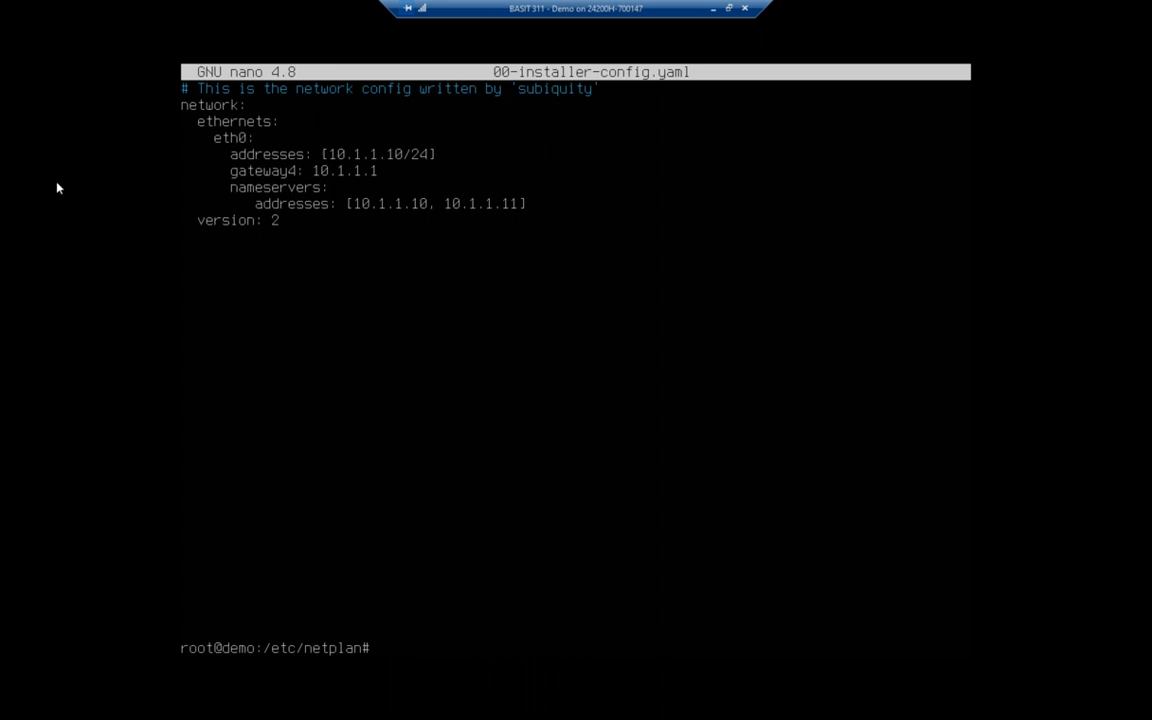 BASIT 311 - Demo on 24200H-700147
GNU nano 4.8 00-installer-config.yaml
# This is the network config written by 'subiquity'
network:
  ethernets:
    eth0:
      addresses: [10.1.1.10/24]
      gateway4: 10.1.1.1
      nameservers:
         addresses: [10.1.1.10, 10.1.1.11]
  version: 2
root@demo:/etc/netplan#